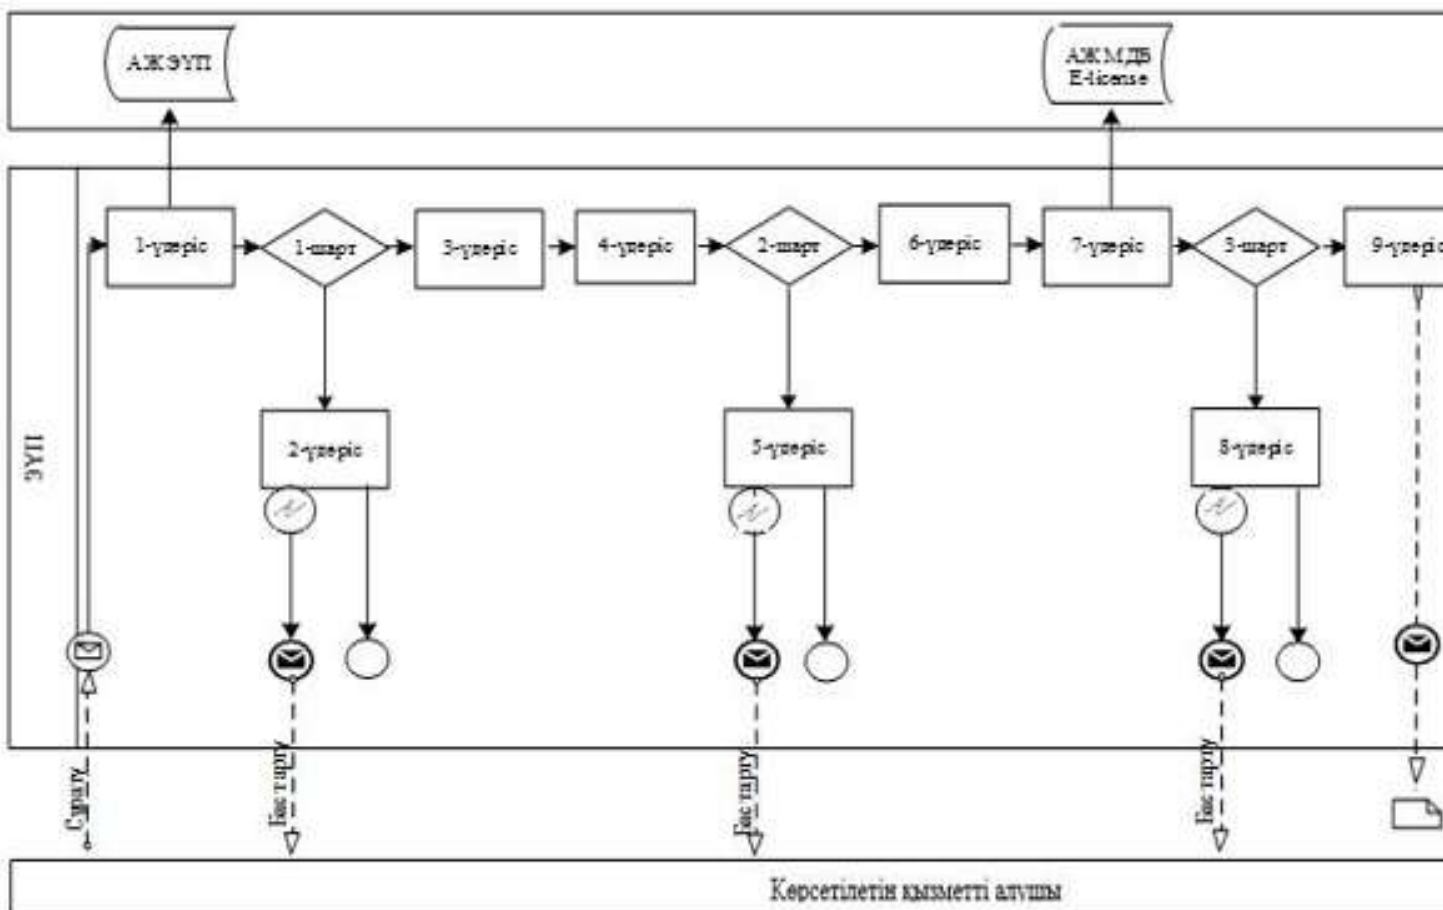 АЖ ЭҮП
АЖ МДБ
E-license
1-үдеріс
1-шарт
3-үдеріс
4-үдеріс
2-шарт
6-үдеріс
7-үдеріс
3-шарт
9-үдеріс
2-үдеріс
5-үдеріс
8-үдеріс
ЭҮП
Сұрату
Бас тарту
Бас тарту
Бас тарту
Көрсетілетін қызметті алушы